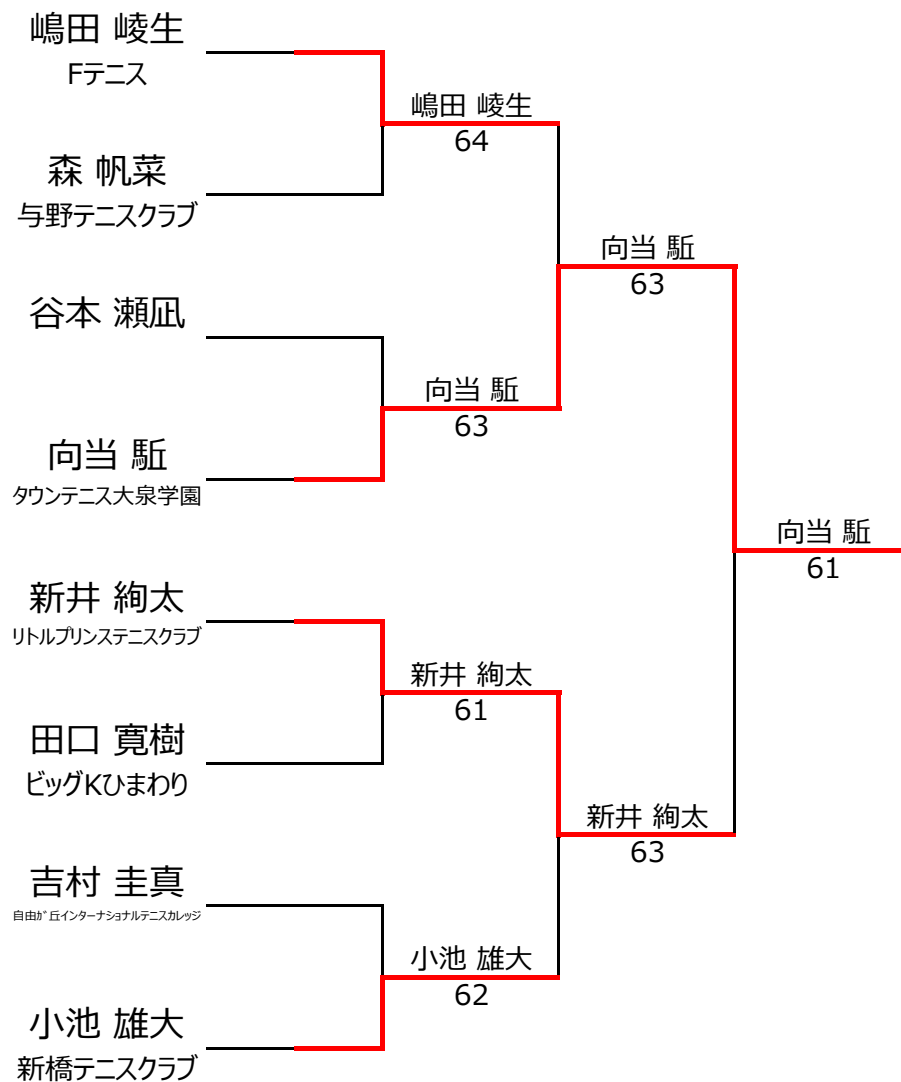 嶋田 崚生
Fテニス
嶋田 崚生
64
森 帆菜
与野テニスクラブ
向当 駈
63
谷本 瀬凪
向当 駈
63
向当 駈
タウンテニス大泉学園
向当 駈
61
新井 絢太
リトルプリンステニスクラブ
新井 絢太
61
田口 寛樹
ビッグKひまわり
新井 絢太
63
吉村 圭真
自由が丘インターナショナルテニスカレッジ
小池 雄大
62
小池 雄大
新橋テニスクラブ